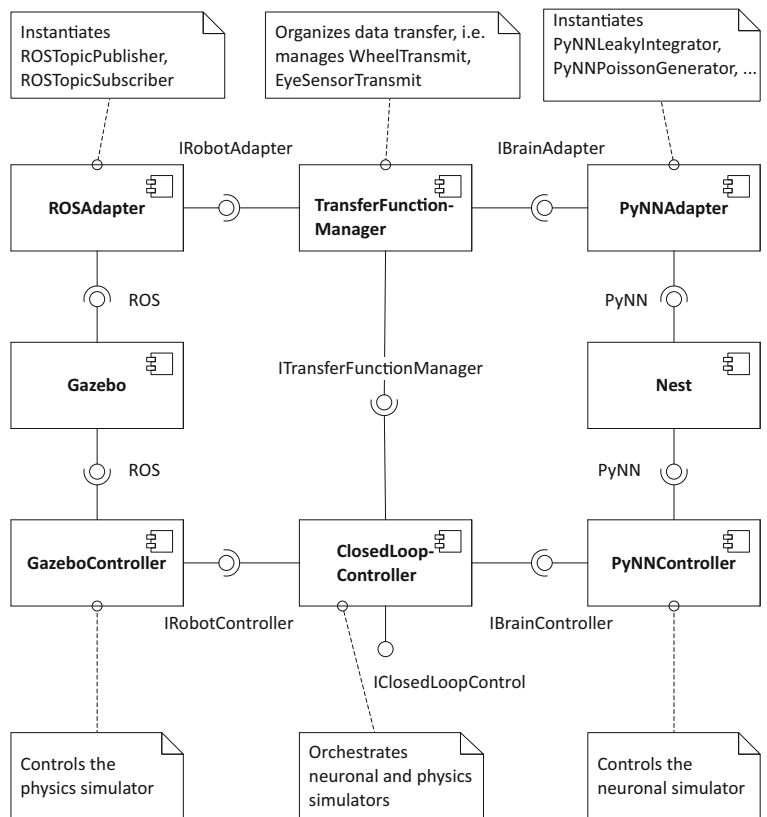 Instantiates
ROSTopicPublisher,
ROSTopicSubscriber
Organizes data transfer, i.e.
manages WheelTransmit,
EyeSensorTransmit
Instantiates
PyNNLeakyIntegrator,
PyNNPoissonGenerator, ...
IRobotAdapter
IBrainAdapter
ROSAdapter
TransferFunction-
Manager
PyNNAdapter
ROS
PyNN
ITransferFunctionManager
Gazebo
Nest
ROS
PyNN
GazeboController
ClosedLoop-
Controller
PyNNController
IRobotController
IBrainController
IClosedLoopControl
Controls the
physics simulator
Orchestrates
neuronal and physics
simulators
Controls the
neuronal simulator